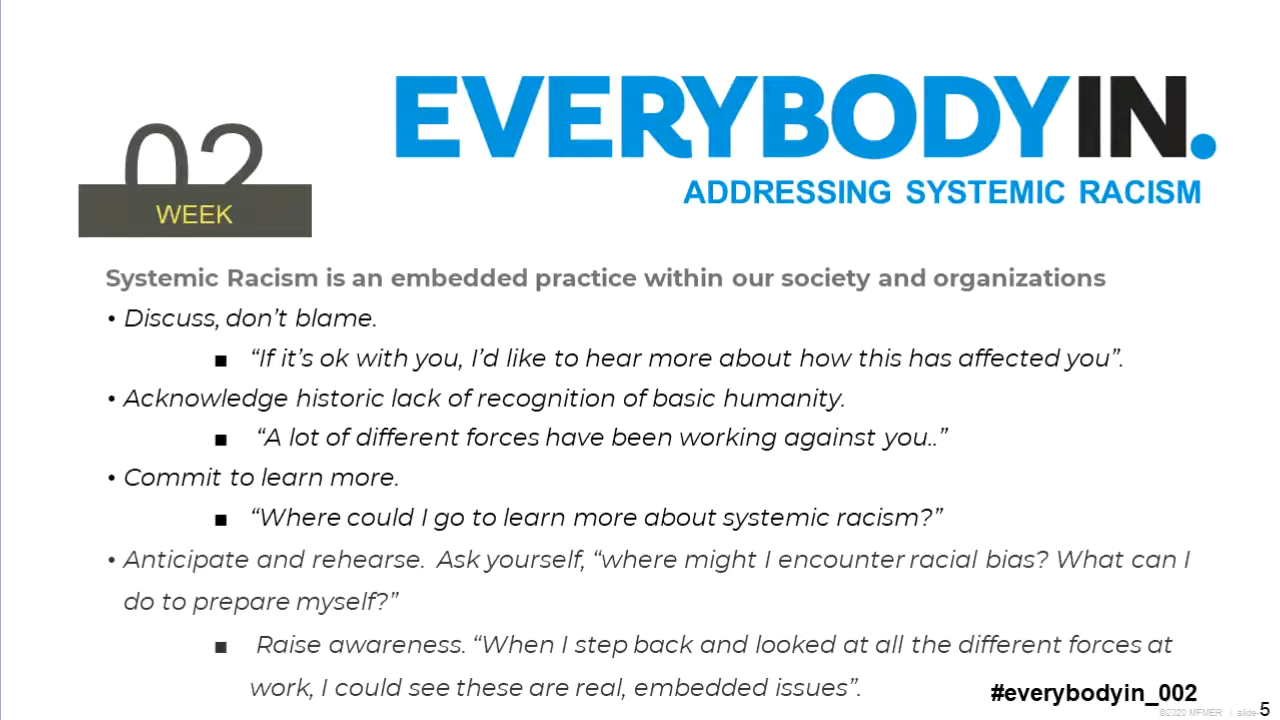 02
WEEK
EVERYBODYIN.
ADDRESSING SYSTEMIC RACISM
Systemic Racism is an embedded practice within our society and organizations
• Discuss, don’t blame.
■ “If it’s ok with you, I’d like to hear more about how this has affected you”.
• Acknowledge historic lack of recognition of basic humanity.
■ “A lot of different forces have been working against you..”
• Commit to learn more.
■ “Where could I go to learn more about systemic racism?”
• Anticipate and rehearse. Ask yourself, “where might I encounter racial bias? What can I
do to prepare myself?”
■ Raise awareness. “When I step back and looked at all the different forces at
work, I could see these are real, embedded issues”.
#everybodyin_002
©2020 MFMER | slide-5